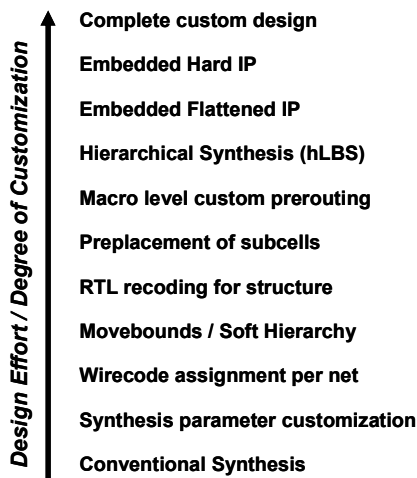 Design Effort / Degree of Customization
Complete custom design
Embedded Hard IP
Embedded Flattened IP
Hierarchical Synthesis (hLBS)
Macro level custom prerouting
Preplacement of subcells
RTL recoding for structure
Movebounds / Soft Hierarchy
Wirecode assignment per net
Synthesis parameter customization
Conventional Synthesis